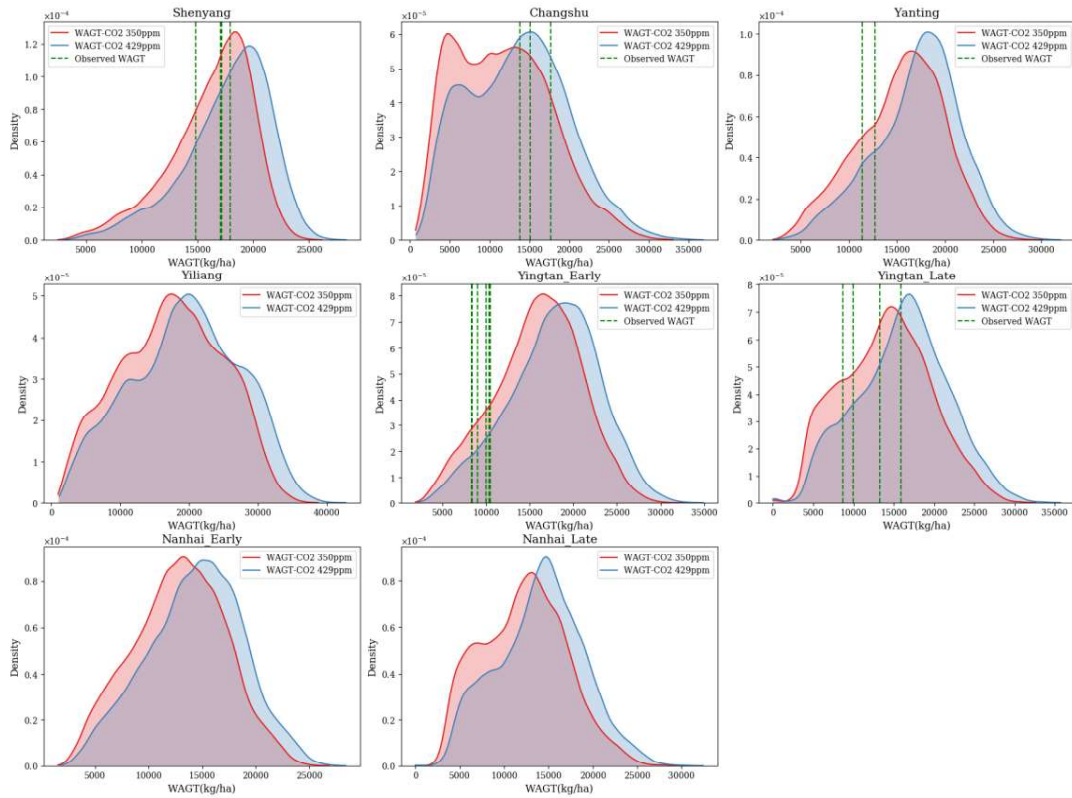 Shenyang
×10⁻⁴
WAGT-CO2 350ppm
WAGT-CO2 429ppm
Observed WAGT
Density
1.2
1.0
0.8
0.6
0.4
0.2
0.0
5000 10000 15000 20000 25000
WAGT(kg/ha)
Changshu
×10⁻⁵
WAGT-CO2 350ppm
WAGT-CO2 429ppm
Observed WAGT
Density
6
5
4
3
2
1
0
0 5000 10000 15000 20000 25000 30000 35000
WAGT(kg/ha)
Yanting
×10⁻⁴
WAGT-CO2 350ppm
WAGT-CO2 429ppm
Observed WAGT
Density
1.0
0.8
0.6
0.4
0.2
0.0
5000 10000 15000 20000 25000 30000
WAGT(kg/ha)
Yiliang
×10⁻⁵
WAGT-CO2 350ppm
WAGT-CO2 429ppm
Density
5
4
3
2
1
0
0 10000 20000 30000 40000
WAGT(kg/ha)
Yingtan_Early
×10⁻⁵
WAGT-CO2 350ppm
WAGT-CO2 429ppm
Observed WAGT
Density
8
7
6
5
4
3
2
1
0
5000 10000 15000 20000 25000 30000 35000
WAGT(kg/ha)
Yingtan_Late
×10⁻⁵
WAGT-CO2 350ppm
WAGT-CO2 429ppm
Observed WAGT
Density
8
7
6
5
4
3
2
1
0
0 5000 10000 15000 20000 25000 30000 35000
WAGT(kg/ha)
Nanhai_Early
×10⁻⁴
WAGT-CO2 350ppm
WAGT-CO2 429ppm
Density
0.8
0.6
0.4
0.2
0.0
5000 10000 15000 20000 25000
WAGT(kg/ha)
Nanhai_Late
×10⁻⁴
WAGT-CO2 350ppm
WAGT-CO2 429ppm
Density
0.8
0.6
0.4
0.2
0.0
0 5000 10000 15000 20000 25000 30000
WAGT(kg/ha)